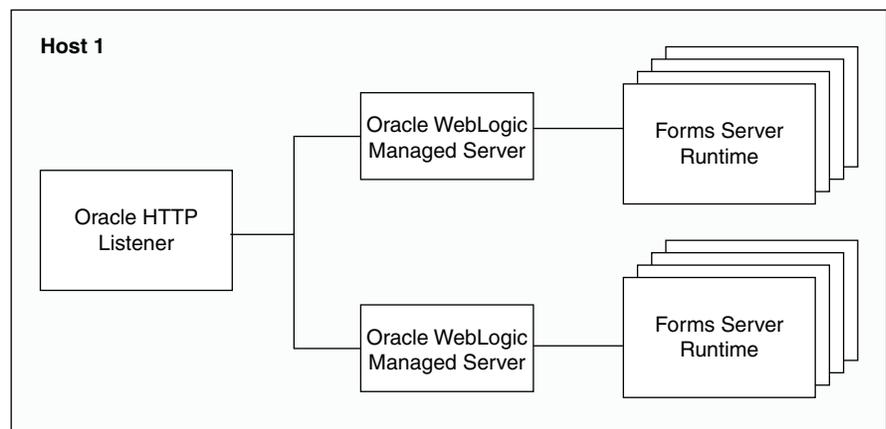 Host 1
Oracle HTTP
Listener
Oracle WebLogic
Managed Server
Forms Server
Runtime
Oracle WebLogic
Managed Server
Forms Server
Runtime